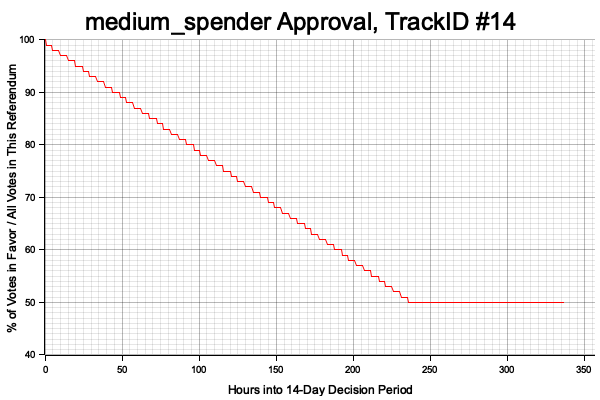 medium_spender Approval, TrackID #14
% of Votes in Favor / All Votes in This Referendum
100
90
80
70
60
50
40
0 50 100 150 200 250 300 350
Hours into 14-Day Decision Period